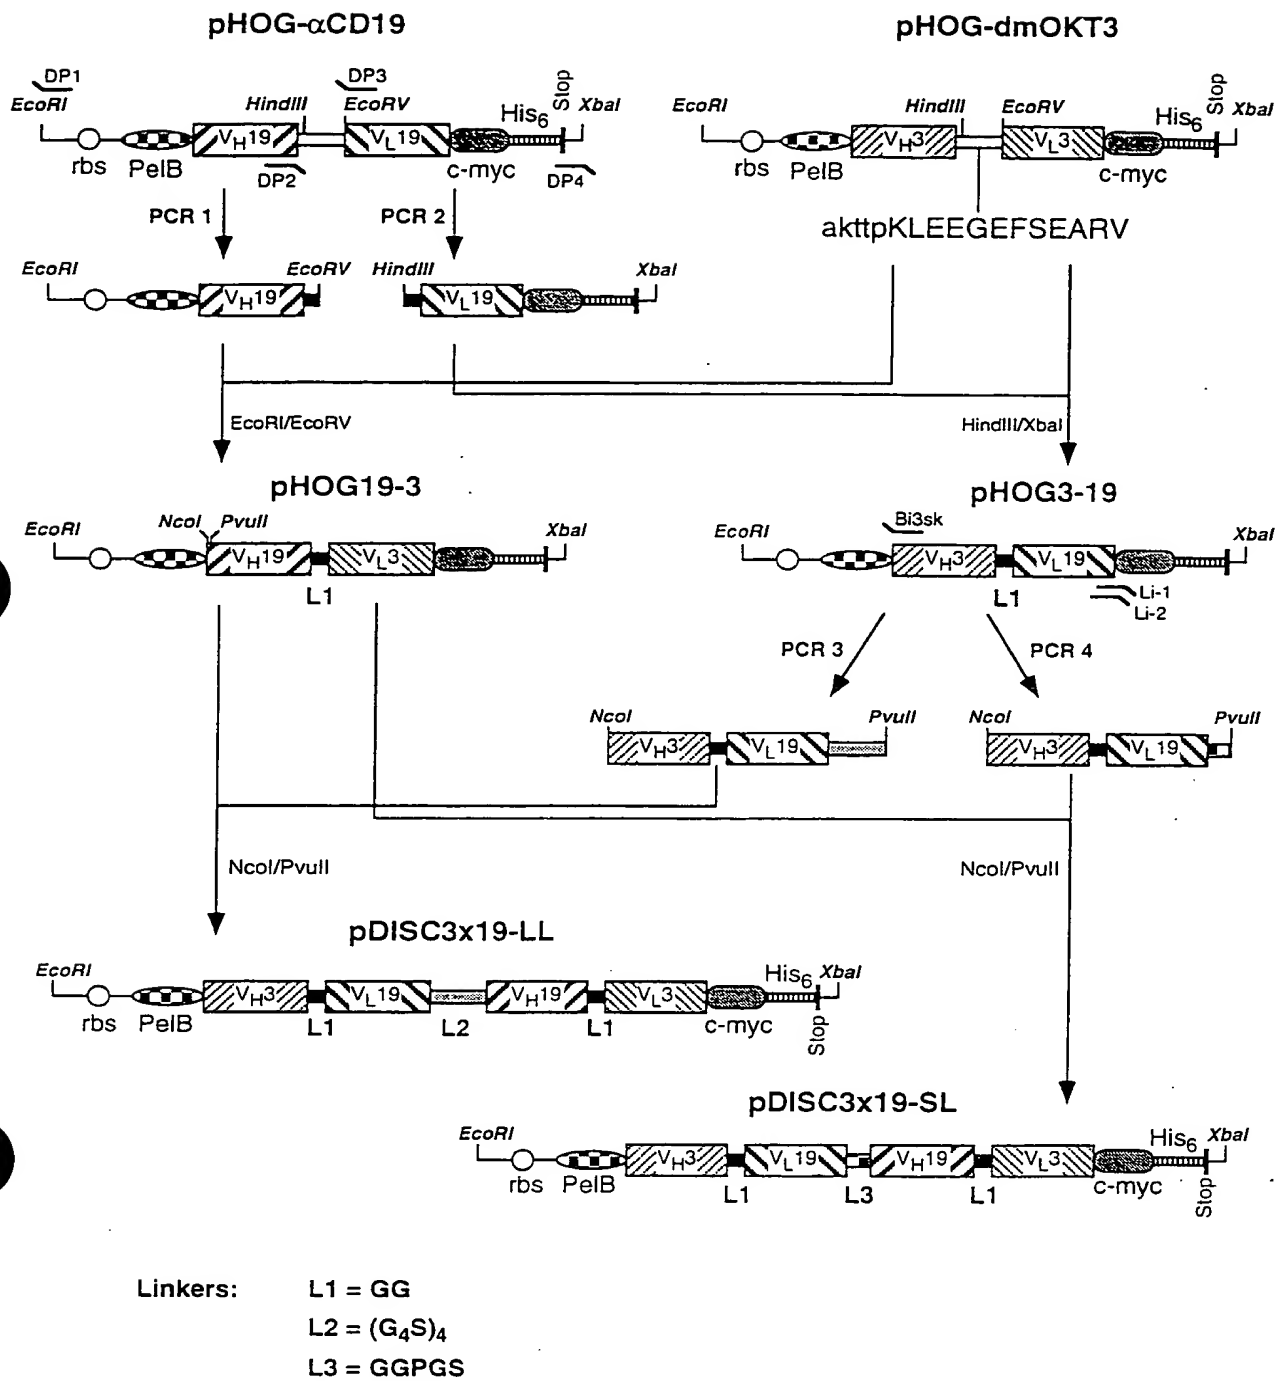 pHOG-αCD19
pHOG-dmOKT3
DP1
DP3
EcoRI
HindIII
EcoRV
His6
Stop
XbaI
VH19
VL19
rbs
PelB
DP2
c-myc
DP4
EcoRI
HindIII
EcoRV
His6
Stop
XbaI
VH3
VL3
rbs
PelB
c-myc
akttpKLEEGEFSEARV
PCR 1
PCR 2
EcoRI
EcoRV
HindIII
XbaI
VH19
VL19
EcoRI/EcoRV
HindIII/XbaI
pHOG19-3
pHOG3-19
EcoRI
NcoI
PvuII
XbaI
VH19
VL3
L1
EcoRI
Bi3sk
XbaI
VH3
VL19
L1
Li-1
Li-2
PCR 3
PCR 4
NcoI
PvuII
VH3
VL19
NcoI
PvuII
VH3
VL19
NcoI/PvuII
NcoI/PvuII
pDISC3x19-LL
EcoRI
His6
XbaI
VH3
VL19
VH19
VL3
rbs
PelB
L1
L2
L1
c-myc
Stop
pDISC3x19-SL
EcoRI
His6
XbaI
VH3
VL19
VH19
VL3
rbs
PelB
L1
L3
L1
c-myc
Stop
Linkers: L1 = GG
L2 = (G4S)4
L3 = GGPGS